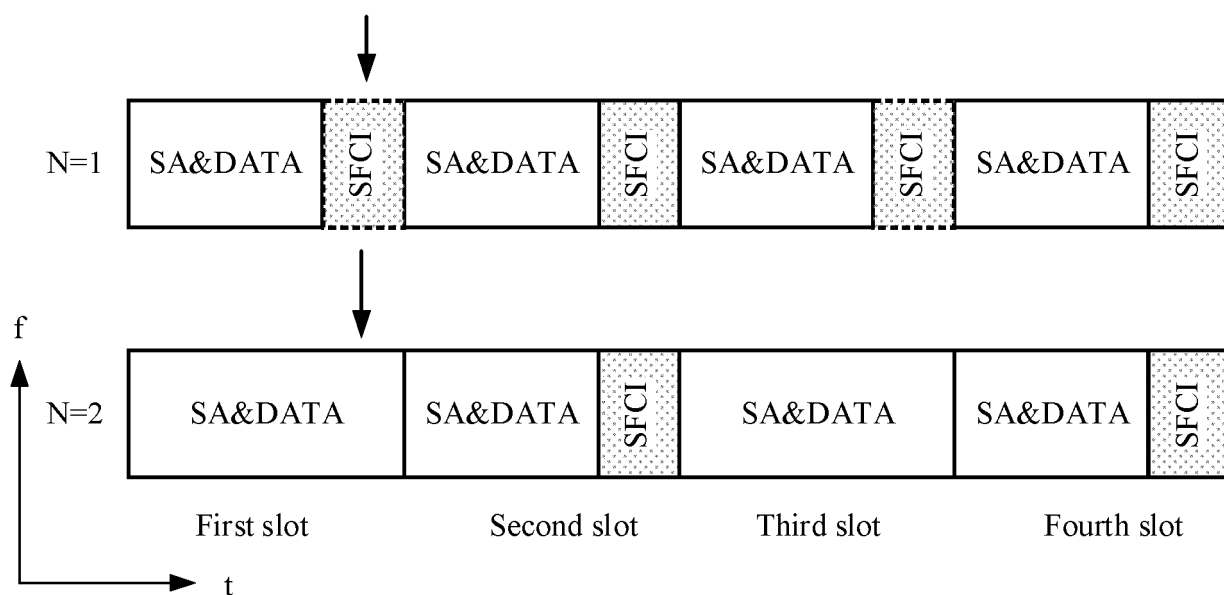 N=1 SA&DATA SFCI SA&DATA SFCI SA&DATA SFCI SA&DATA SFCI
f
N=2 SA&DATA SA&DATA SFCI SA&DATA SA&DATA SFCI
First slot Second slot Third slot Fourth slot
t